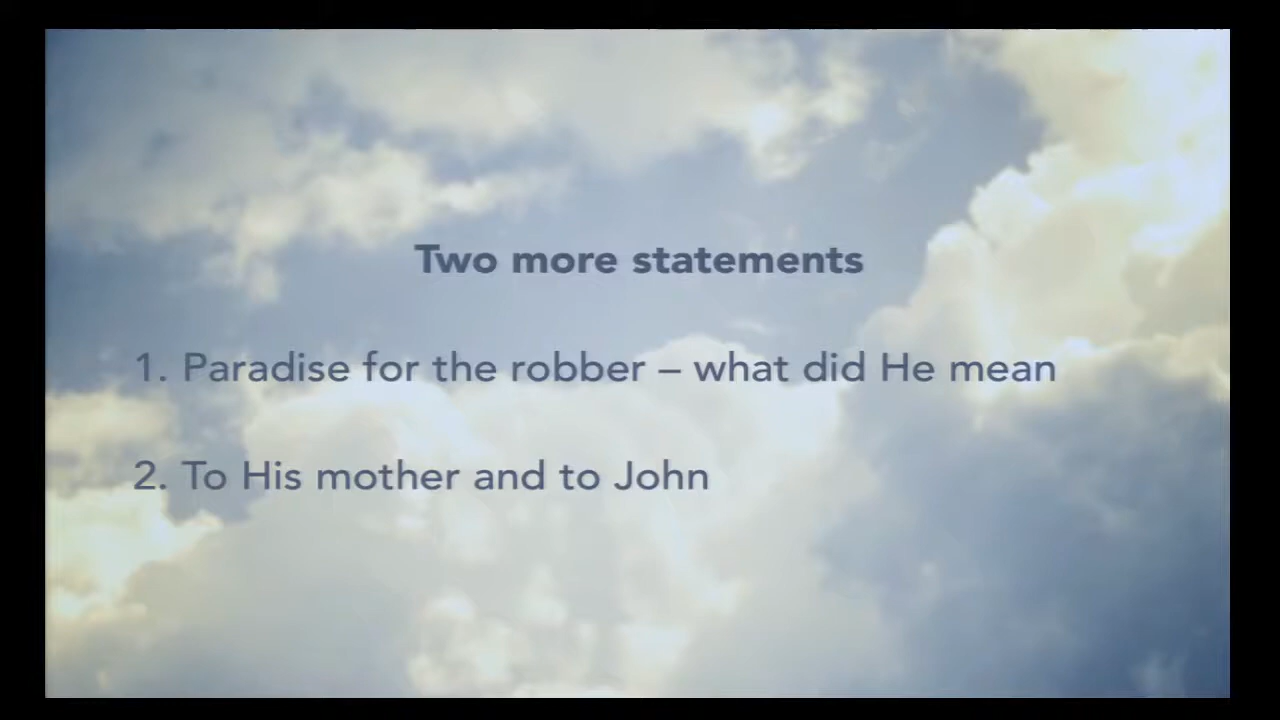 Two more statements
1. Paradise for the robber – what did He mean
2. To His mother and to John